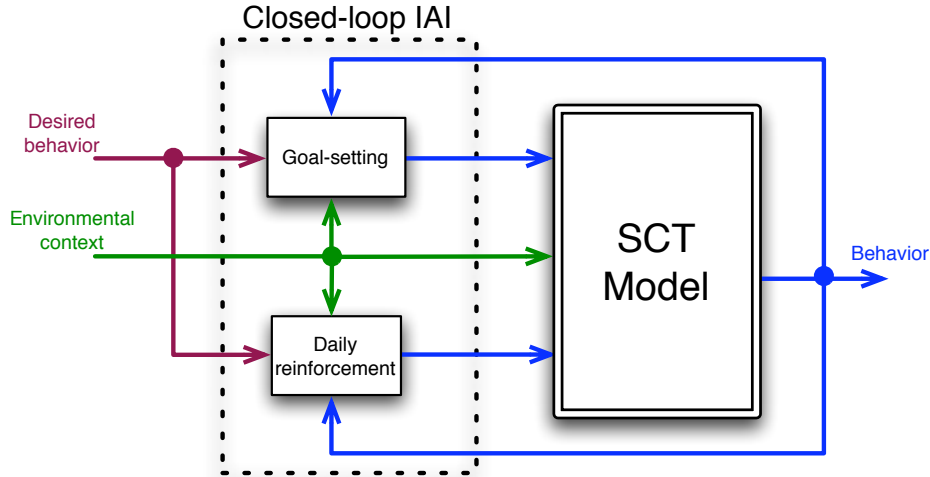 Closed-loop IAI
Desired
behavior
Goal-setting
Environmental
context
SCT
Model
Behavior
Daily
reinforcement